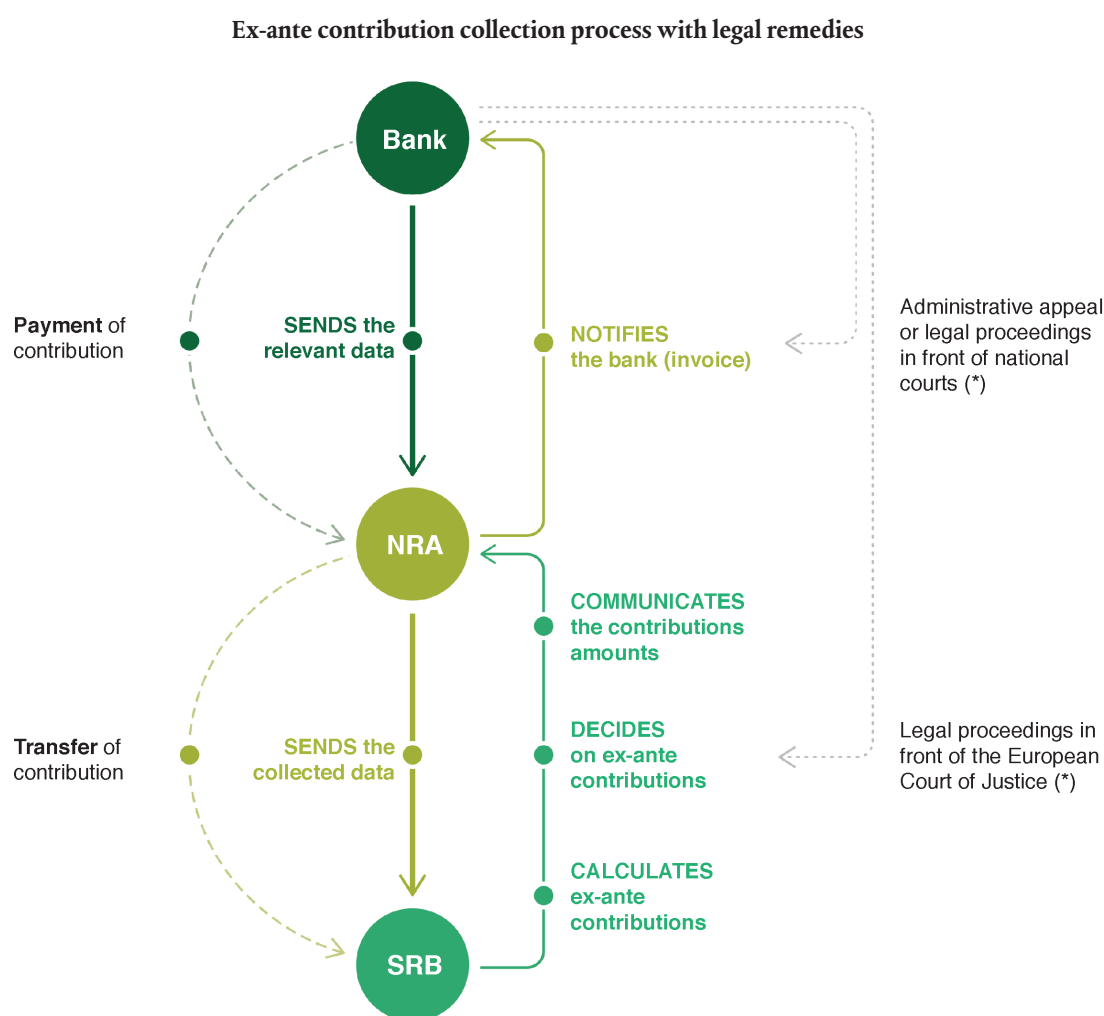 Ex-ante contribution collection process with legal remedies
Bank
Payment of
contribution
SENDS the
relevant data
NOTIFIES
the bank (invoice)
Administrative appeal
or legal proceedings
in front of national
courts (*)
NRA
COMMUNICATES
the contributions
amounts
Transfer of
contribution
SENDS the
collected data
DECIDES
on ex-ante
contributions
Legal proceedings in
front of the European
Court of Justice (*)
CALCULATES
ex-ante
contributions
SRB